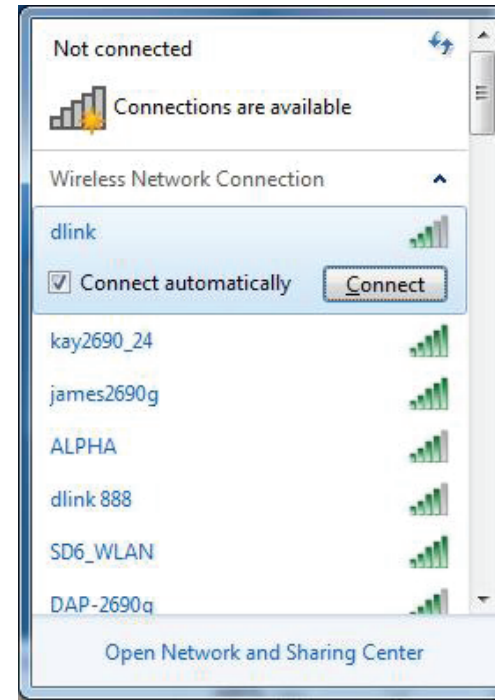 Not connected
Connections are available
Wireless Network Connection
dlink
Connect automatically
Connect
kay2690_24
james2690g
ALPHA
dlink 888
SD6_WLAN
DAP-2690g
Open Network and Sharing Center